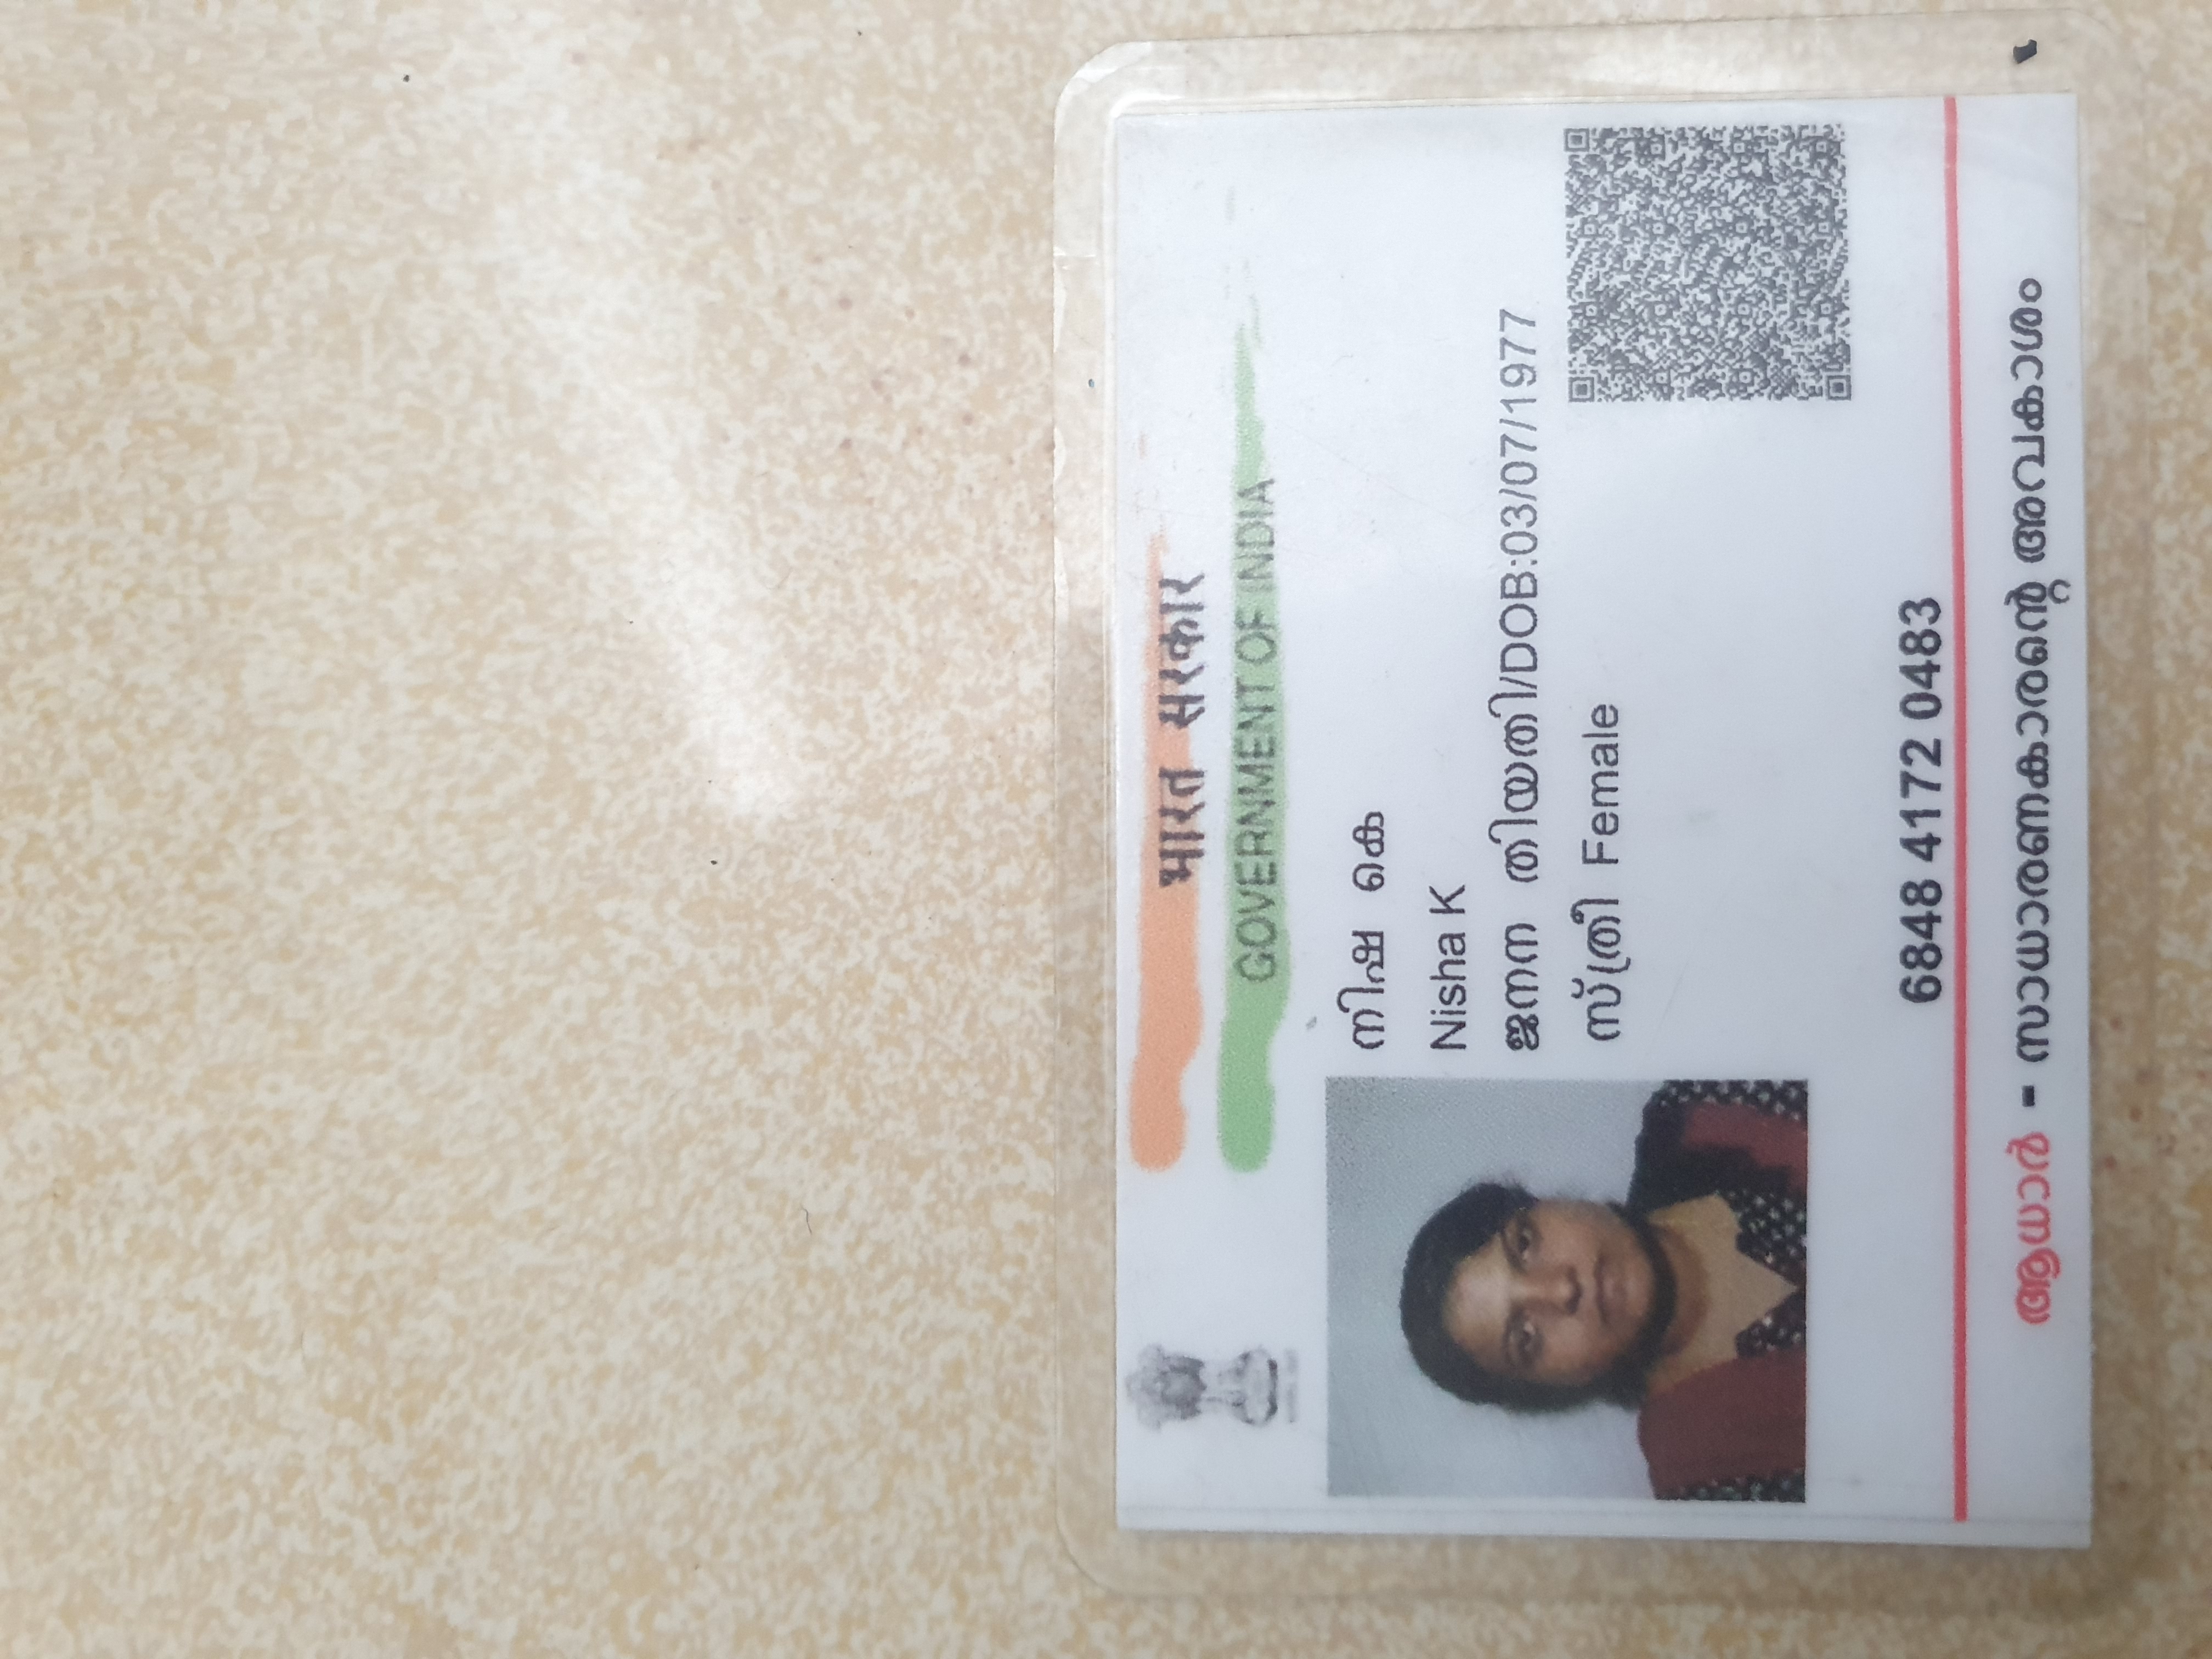 भारत सरकार
GOVERNMENT OF INDIA
നിഷ കെ
Nisha K
ജനന തിയതി/DOB:03/07/1977
സ്ത്രീ Female
6848 4172 0483
ആധാർ - സാധാരണകാരന്റെ അവകാശം